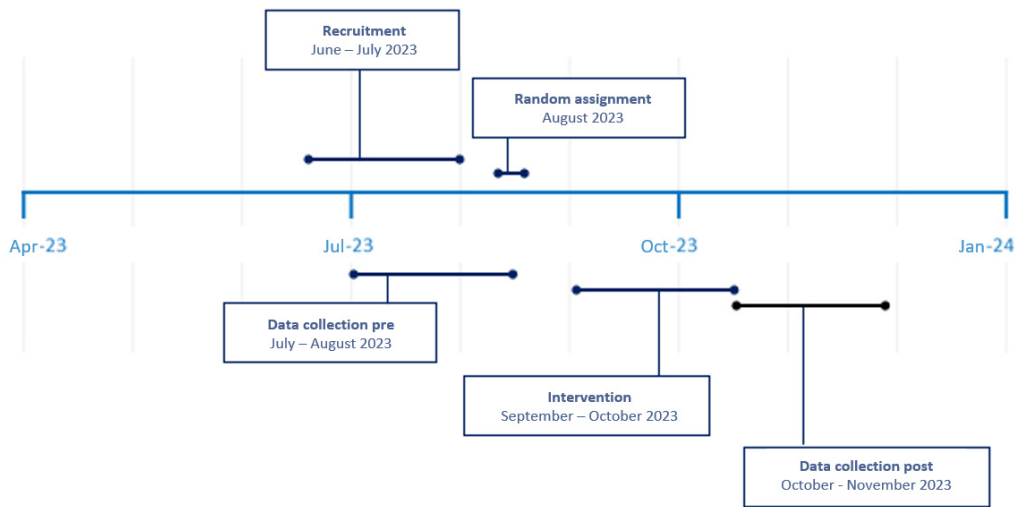 Recruitment
June – July 2023
Random assignment
August 2023
Apr-23
Jul-23
Oct-23
Jan-24
Data collection pre
July – August 2023
Intervention
September – October 2023
Data collection post
October - November 2023